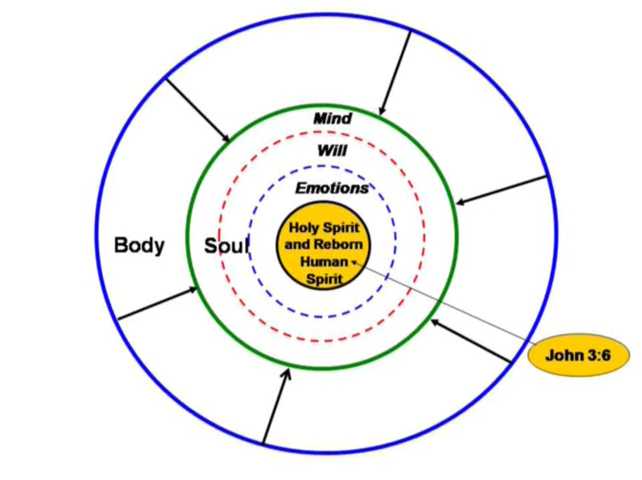 Mind
Will
Emotions
Holy Spirit
and Reborn
Human
Spirit
Body
Soul
John 3:6